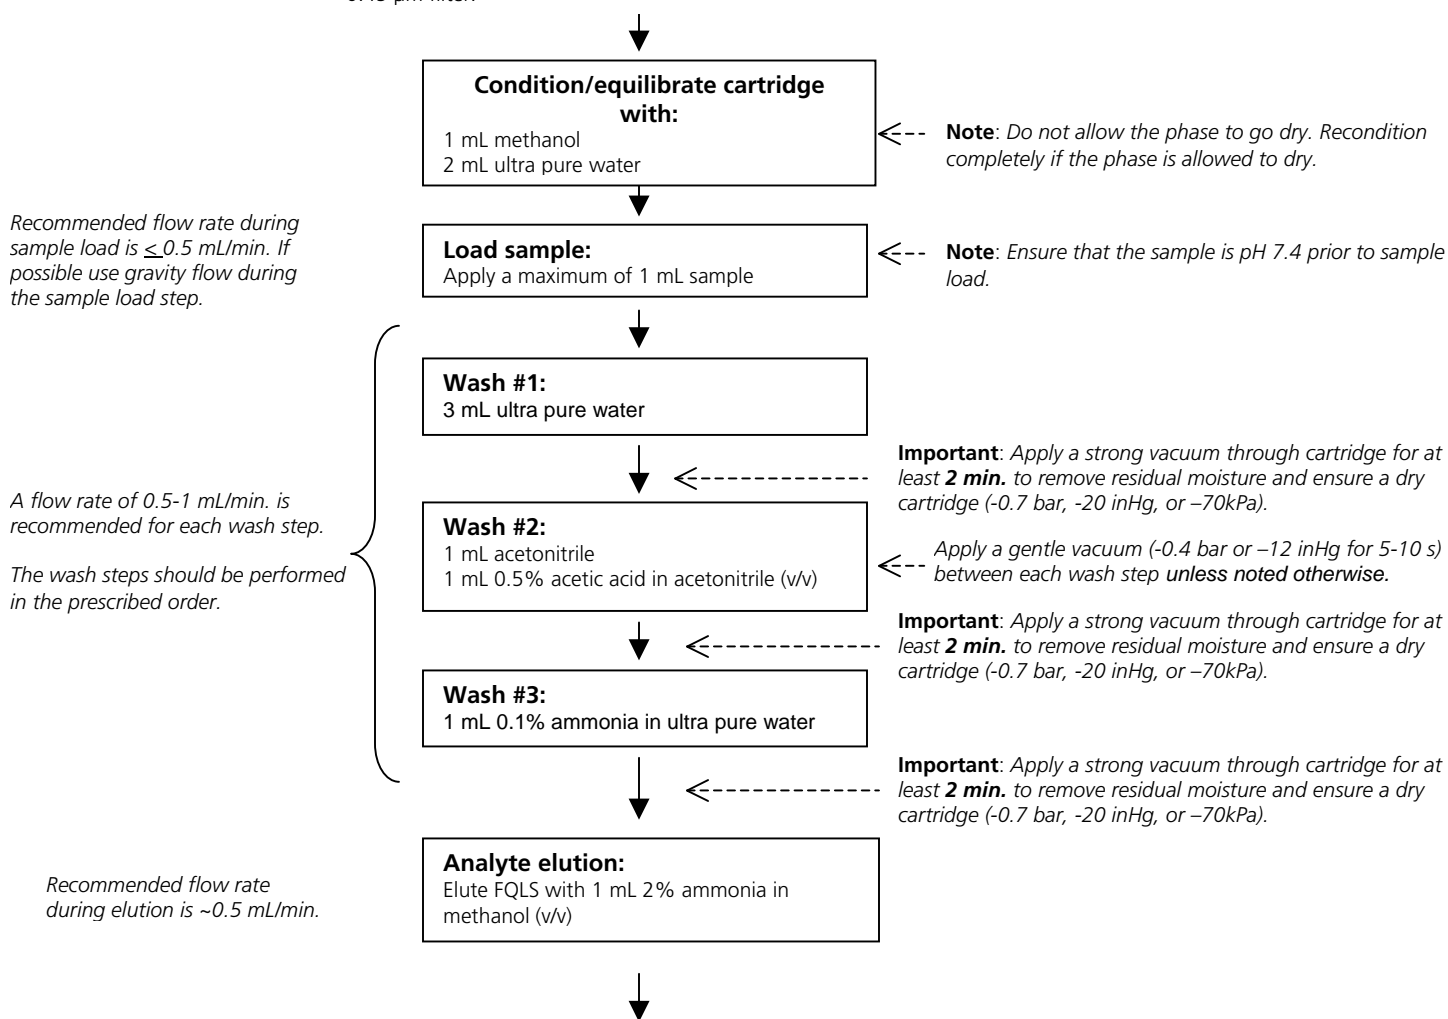 Condition/equilibrate cartridge
with:
1 mL methanol
2 mL ultra pure water
Note: Do not allow the phase to go dry. Recondition
completely if the phase is allowed to dry.
Recommended flow rate during
sample load is < 0.5 mL/min. If
possible use gravity flow during
the sample load step.
Load sample:
Apply a maximum of 1 mL sample
Note: Ensure that the sample is pH 7.4 prior to sample
load.
Wash #1:
3 mL ultra pure water
Important: Apply a strong vacuum through cartridge for at
least 2 min. to remove residual moisture and ensure a dry
cartridge (-0.7 bar, -20 inHg, or –70kPa).
A flow rate of 0.5-1 mL/min. is
recommended for each wash step.
The wash steps should be performed
in the prescribed order.
Wash #2:
1 mL acetonitrile
1 mL 0.5% acetic acid in acetonitrile (v/v)
Apply a gentle vacuum (-0.4 bar or –12 inHg for 5-10 s)
between each wash step unless noted otherwise.
Important: Apply a strong vacuum through cartridge for at
least 2 min. to remove residual moisture and ensure a dry
cartridge (-0.7 bar, -20 inHg, or –70kPa).
Wash #3:
1 mL 0.1% ammonia in ultra pure water
Important: Apply a strong vacuum through cartridge for at
least 2 min. to remove residual moisture and ensure a dry
cartridge (-0.7 bar, -20 inHg, or –70kPa).
Analyte elution:
Elute FQLS with 1 mL 2% ammonia in
methanol (v/v)
Recommended flow rate
during elution is ~0.5 mL/min.